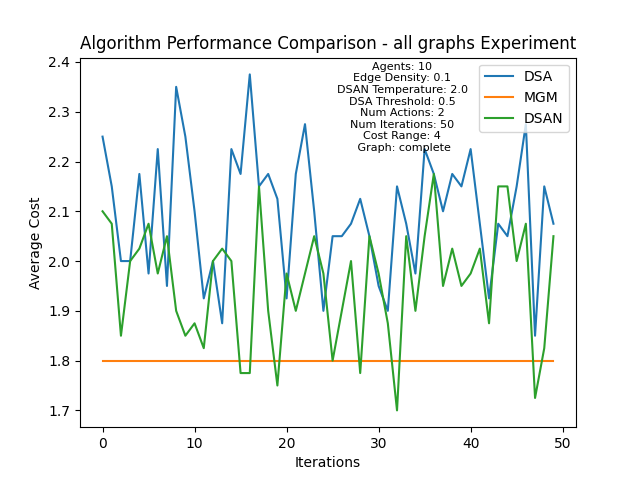 Algorithm Performance Comparison - all graphs Experiment
Agents: 10
Edge Density: 0.1
DSAN Temperature: 2.0
DSA Threshold: 0.5
Num Actions: 2
Num Iterations: 50
Cost Range: 4
Graph: complete
DSA
MGM
DSAN
Average Cost
2.4
2.3
2.2
2.1
2.0
1.9
1.8
1.7
0 10 20 30 40 50
Iterations